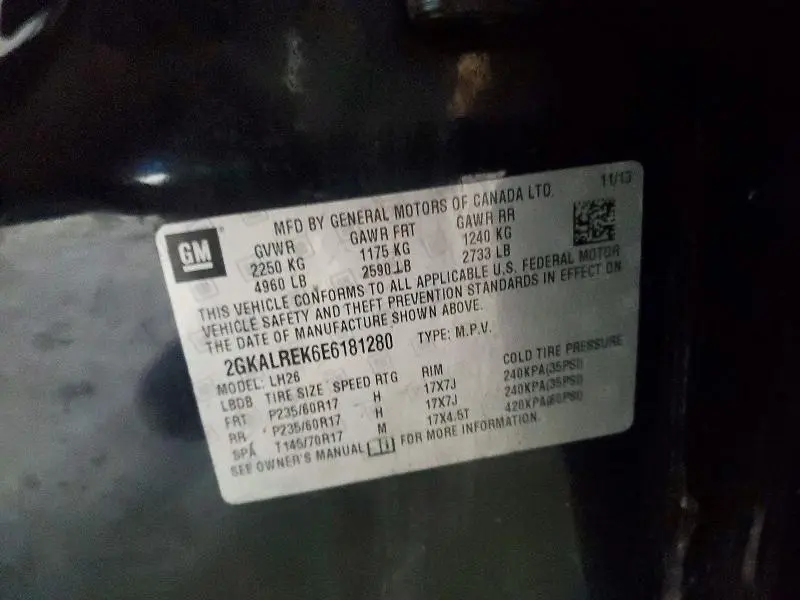 11/13
GM
MFD BY GENERAL MOTORS OF CANADA LTD.
GVWR GAWR FRT GAWR RR
2250 KG 1175 KG 1240 KG
4960 LB 2590 LB 2733 LB
THIS VEHICLE CONFORMS TO ALL APPLICABLE U.S. FEDERAL MOTOR
VEHICLE SAFETY AND THEFT PREVENTION STANDARDS IN EFFECT ON
THE DATE OF MANUFACTURE SHOWN ABOVE.
2GKALREK6E6181280 TYPE: M.P.V.
MODEL: LH26
LBDB TIRE SIZE SPEED RTG RIM COLD TIRE PRESSURE
FRT P235/60R17 H 17X7J 240KPA(35PSI)
RR P235/60R17 H 17X7J 240KPA(35PSI)
SPA T145/70R17 M 17X4.5T 420KPA(60PSI)
SEE OWNER'S MANUAL FOR MORE INFORMATION.